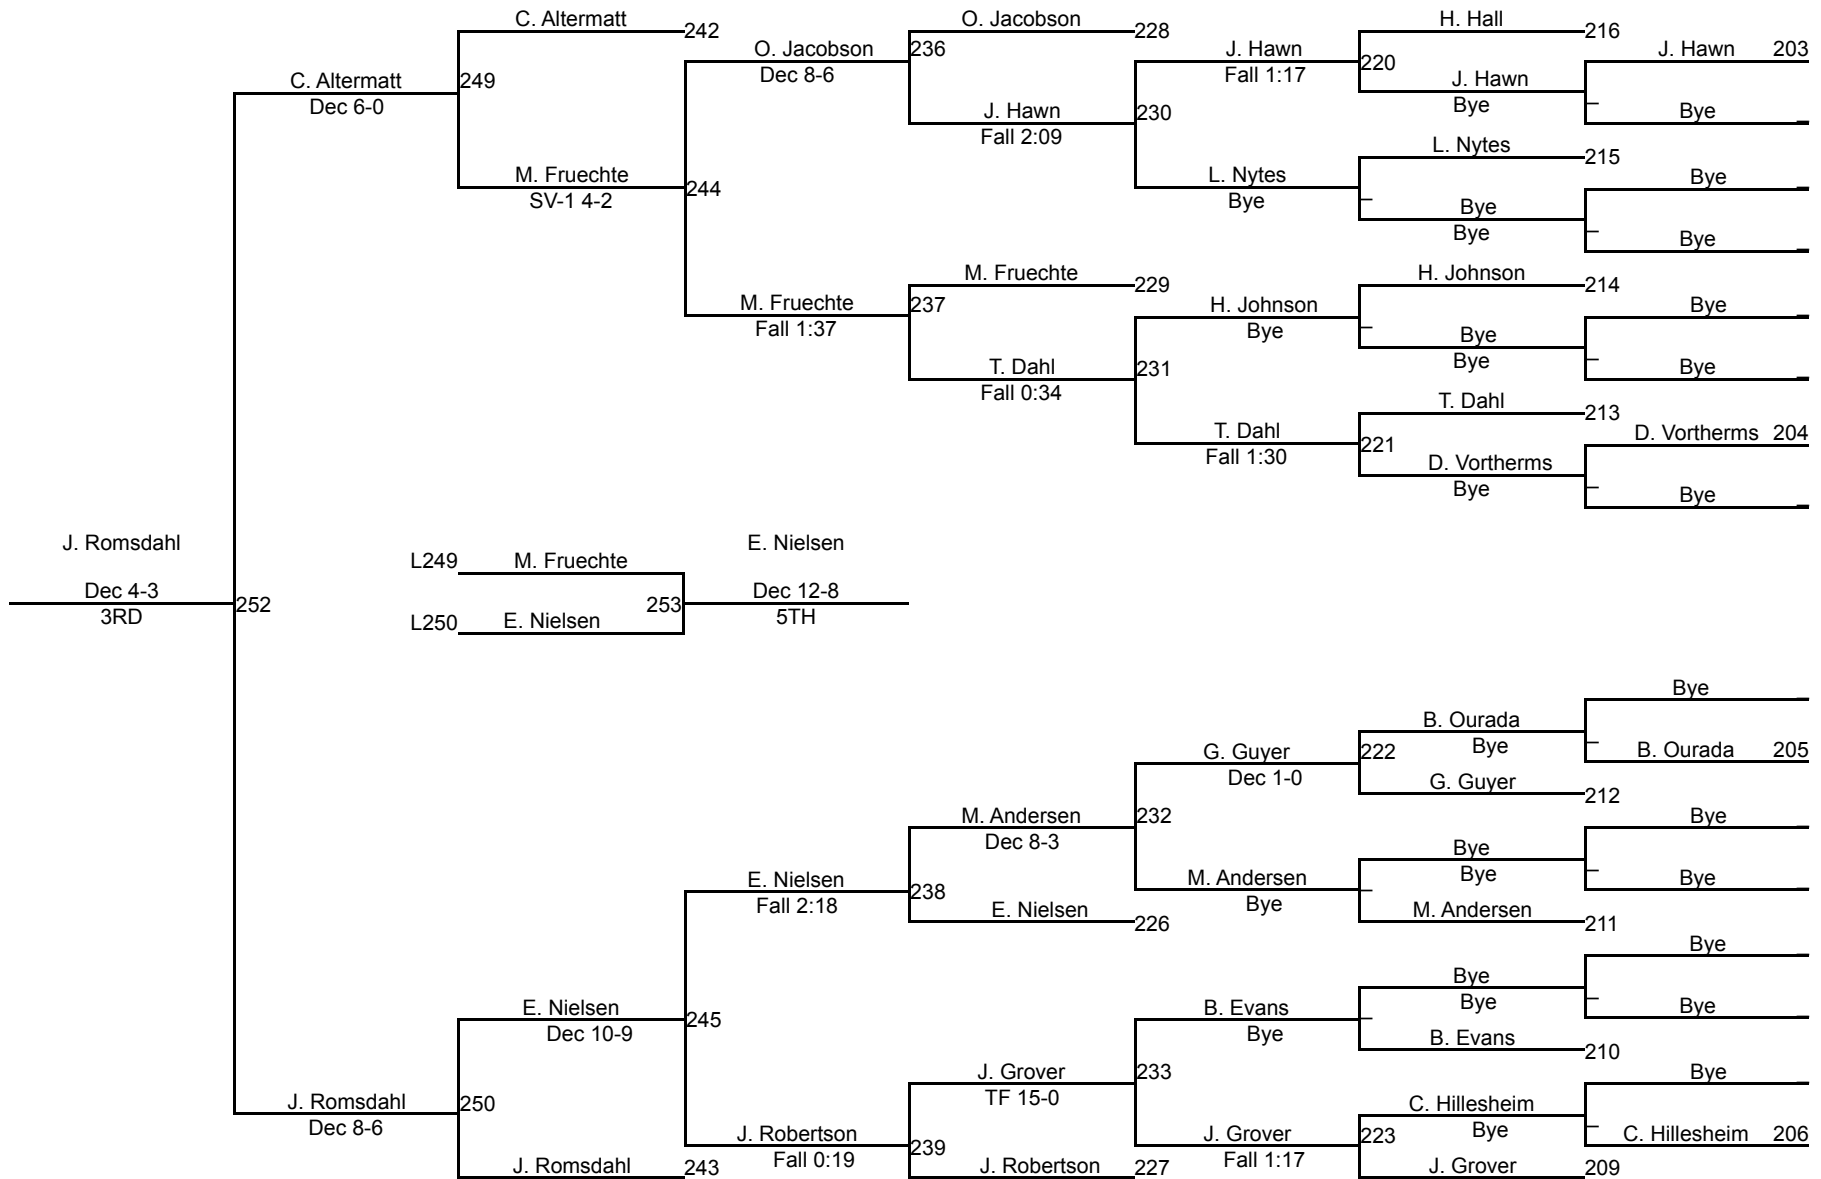 C. Altermatt
242
O. Jacobson
Dec 8-6
236
O. Jacobson
228
J. Hawn
Fall 1:17
220
H. Hall
216
J. Hawn 203
C. Altermatt
Dec 6-0
249
J. Hawn
Fall 2:09
230
J. Hawn
Bye
Bye
L. Nytes
215
M. Fruechte
SV-1 4-2
244
L. Nytes
Bye
Bye
Bye
Bye
Bye
M. Fruechte
Fall 1:37
237
M. Fruechte
229
H. Johnson
Bye
H. Johnson
214
Bye
Bye
Bye
Bye
T. Dahl
Fall 0:34
231
T. Dahl
213
T. Dahl
Fall 1:30
221
D. Vortherms 204
D. Vortherms
Bye
Bye
J. Romsdahl
Dec 4-3
3RD
252
L249 M. Fruechte
253
L250 E. Nielsen
E. Nielsen
Dec 12-8
5TH
Bye
B. Ourada
Bye
B. Ourada 205
G. Guyer
Dec 1-0
222
G. Guyer
212
M. Andersen
Dec 8-3
232
Bye
Bye
Bye
Bye
E. Nielsen
Fall 2:18
238
M. Andersen
Bye
M. Andersen
211
E. Nielsen
226
Bye
Bye
Bye
Bye
E. Nielsen
Dec 10-9
245
B. Evans
Bye
B. Evans
210
J. Grover
TF 15-0
233
Bye
J. Romsdahl
Dec 8-6
250
C. Hillesheim
Bye
C. Hillesheim 206
J. Robertson
Fall 0:19
239
J. Grover
Fall 1:17
223
J. Romsdahl
243
J. Robertson
227
J. Grover
209